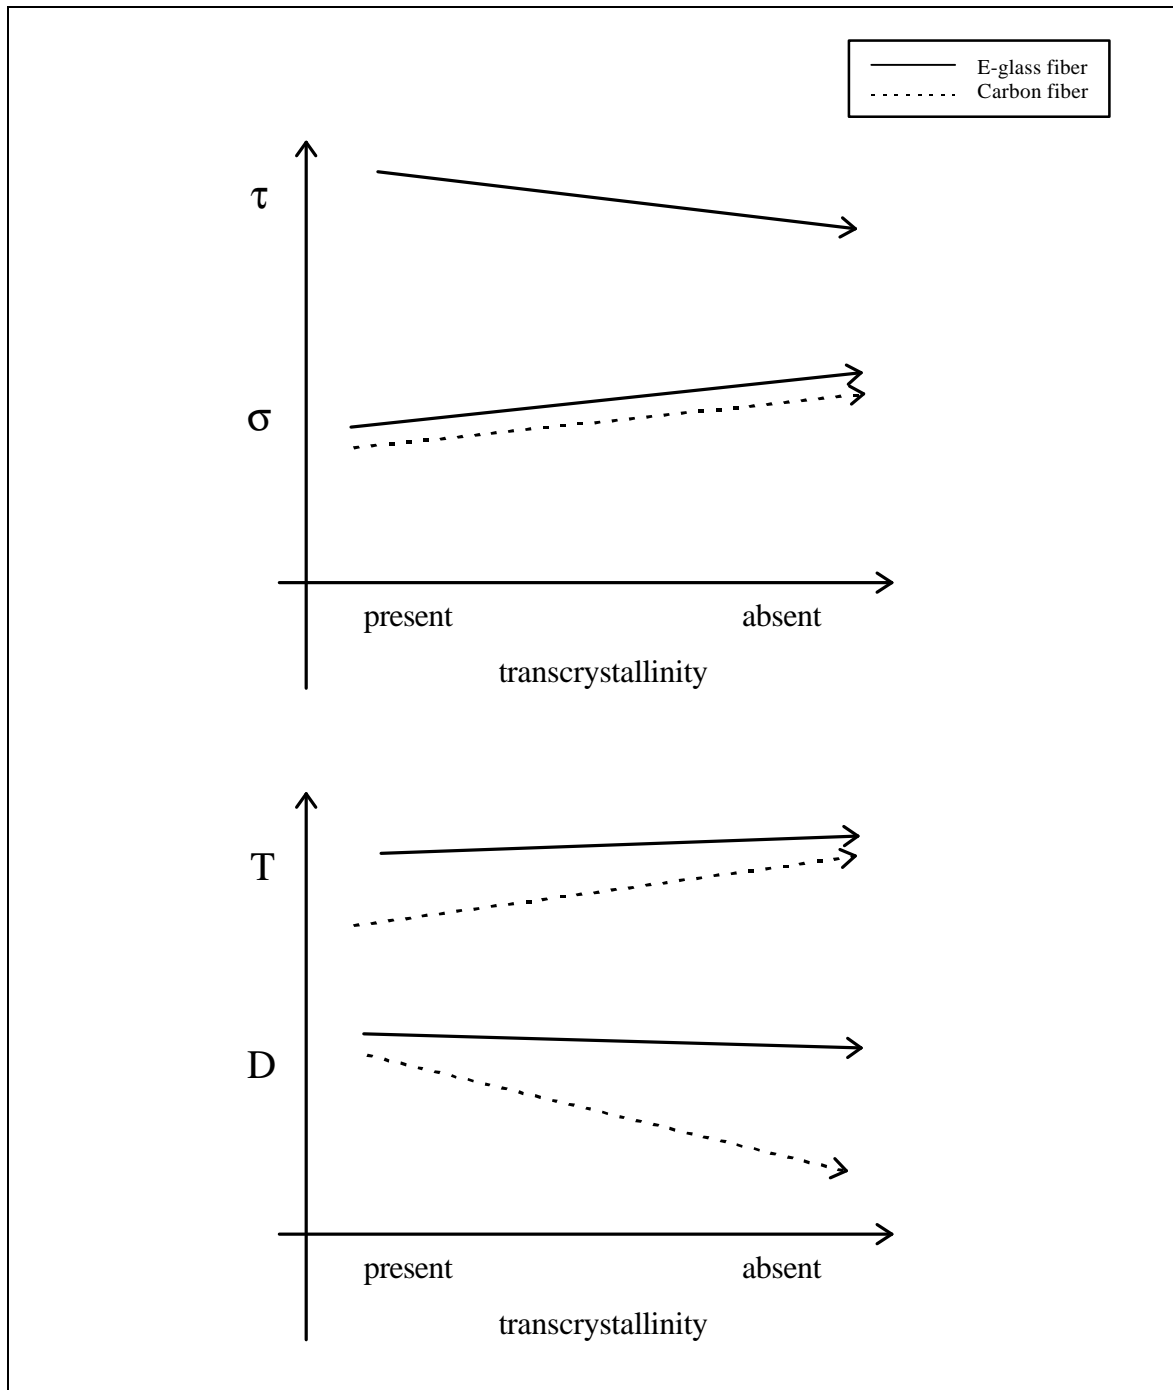 E-glass fiber
Carbon fiber
τ
σ
present absent
transcrystallinity
T
D
present absent
transcrystallinity